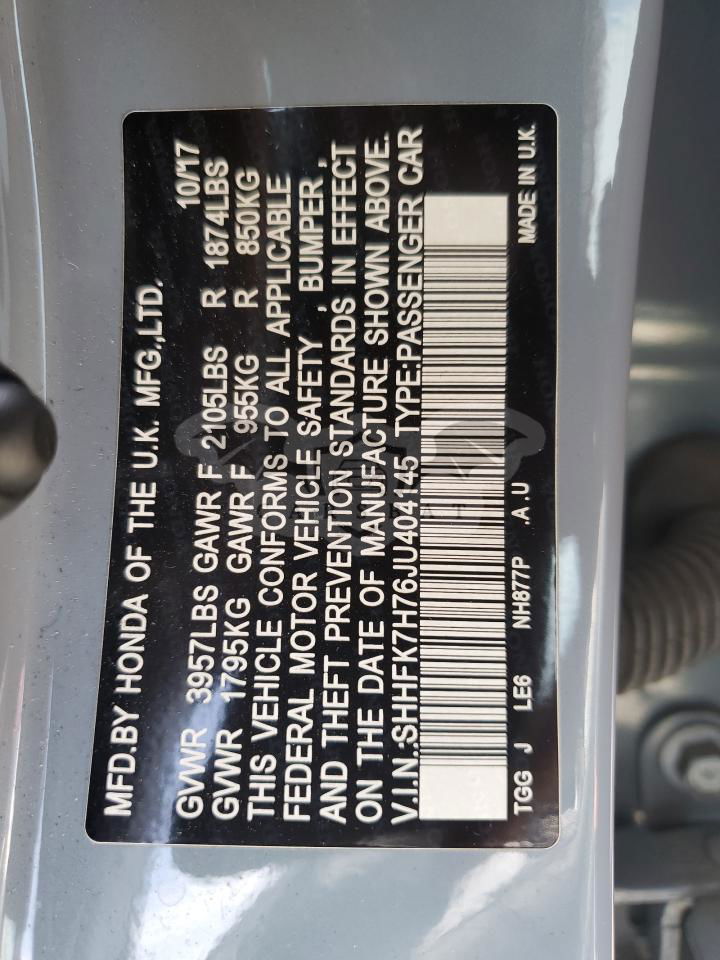 MFD.BY HONDA OF THE U.K. MFG.,LTD.
10/17
GVWR 3957LBS GAWR F 2105LBS R 1874LBS
GVWR 1795KG GAWR F 955KG R 850KG
THIS VEHICLE CONFORMS TO ALL APPLICABLE
FEDERAL MOTOR VEHICLE SAFETY , BUMPER ,
AND THEFT PREVENTION STANDARDS IN EFFECT
ON THE DATE OF MANUFACTURE SHOWN ABOVE.
V.I.N.:SHHFK7H76JU404145 TYPE:PASSENGER CAR
TGG J LE6 NH877P .A.U MADE IN U.K.